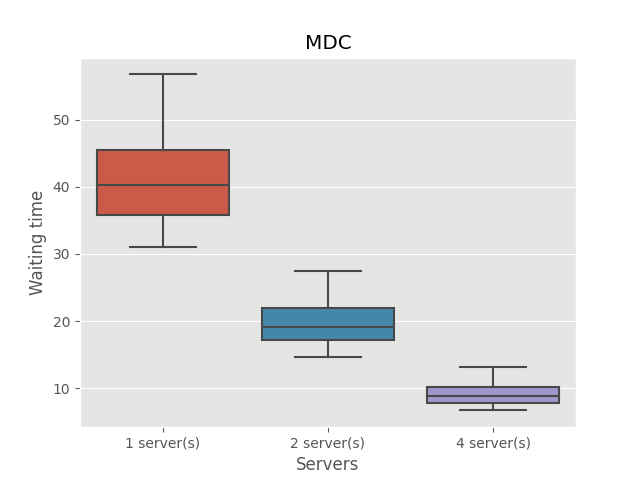 MDC
Waiting time
50
40
30
20
10
1 server(s)
2 server(s)
4 server(s)
Servers